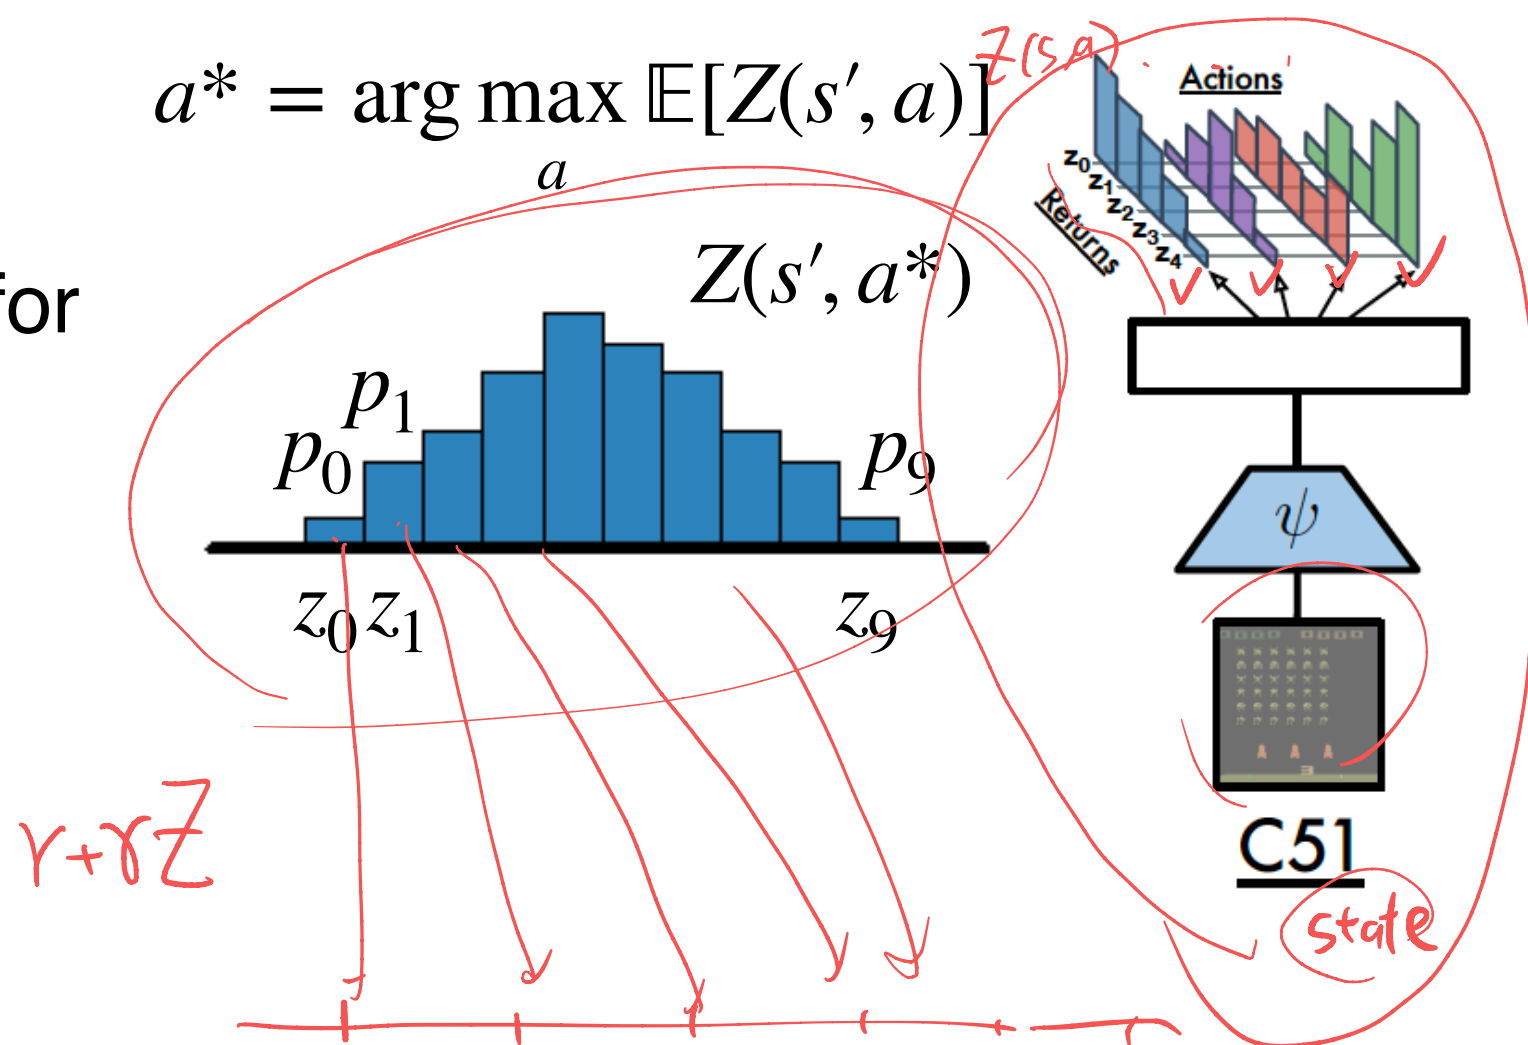 a* = arg max 𝔼[Z(s′, a)]
a
for
Z(s′, a*)
p₁
p₀
p₉
z₀ z₁
z₉
r+γZ
Z(s,a)
Actions
z₀
z₁
z₂
z₃
z₄
Returns
ψ
C51
state